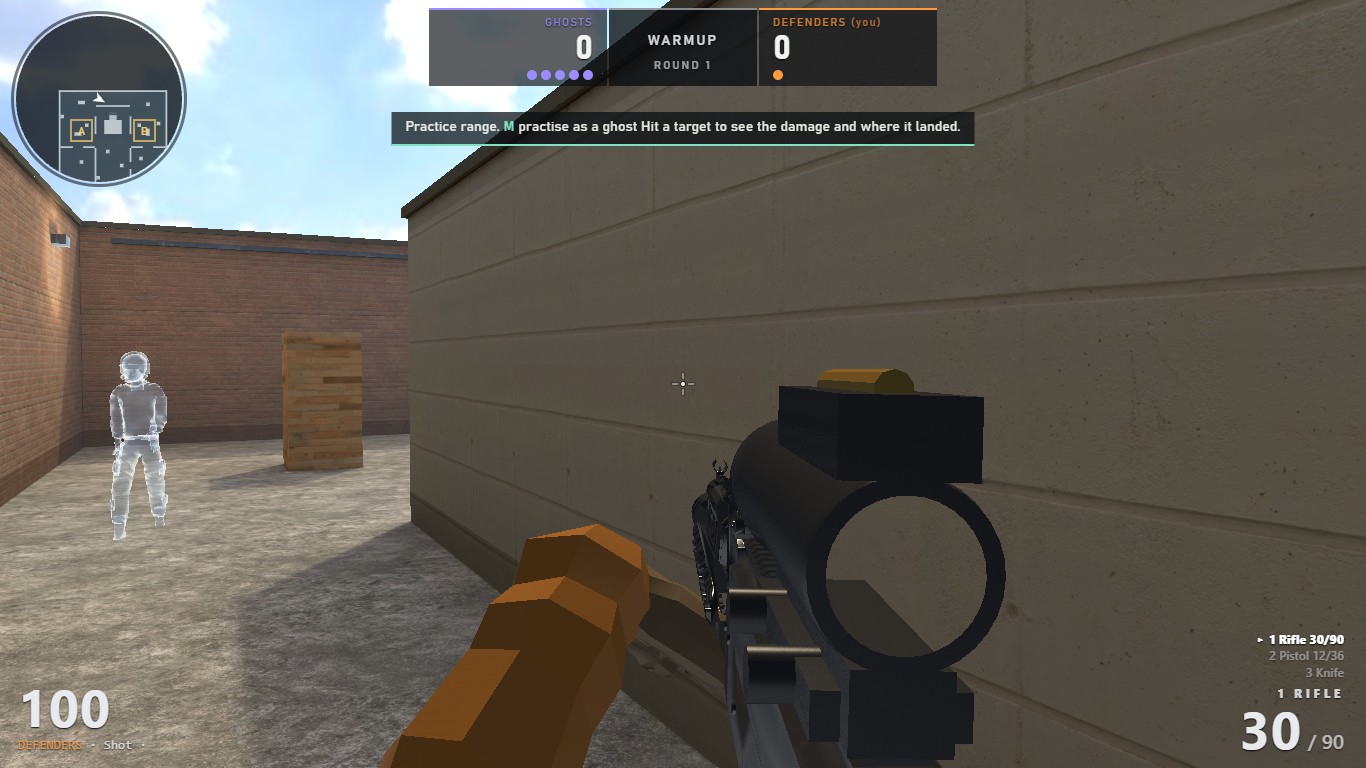 GHOSTS
0
WARMUP
ROUND 1
DEFENDERS (you)
0
Practice range. M practise as a ghost Hit a target to see the damage and where it landed.
A
B
▸ 1 Rifle 30/90
2 Pistol 12/36
3 Knife
1 RIFLE
30 / 90
100
DEFENDERS · Shot ·